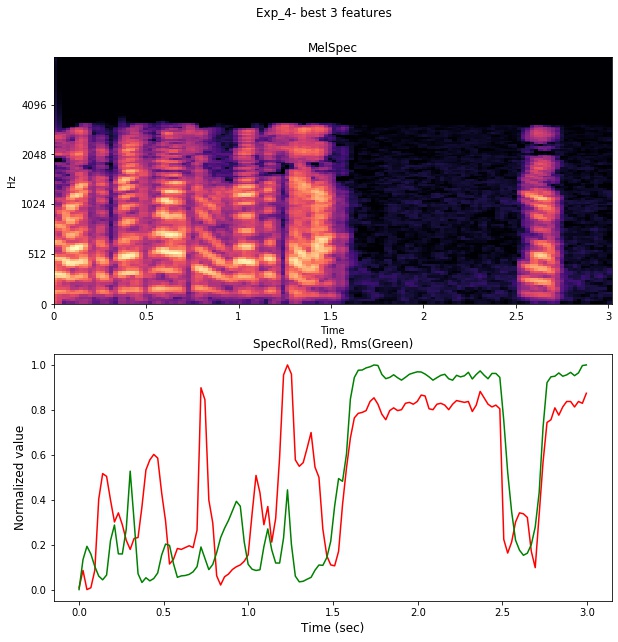 Exp_4- best 3 features
MelSpec
4096
2048
1024
512
0
Hz
0 0.5 1 1.5 2 2.5 3
Time
SpecRol(Red), Rms(Green)
1.0
0.8
0.6
0.4
0.2
0.0
Normalized value
0.0 0.5 1.0 1.5 2.0 2.5 3.0
Time (sec)